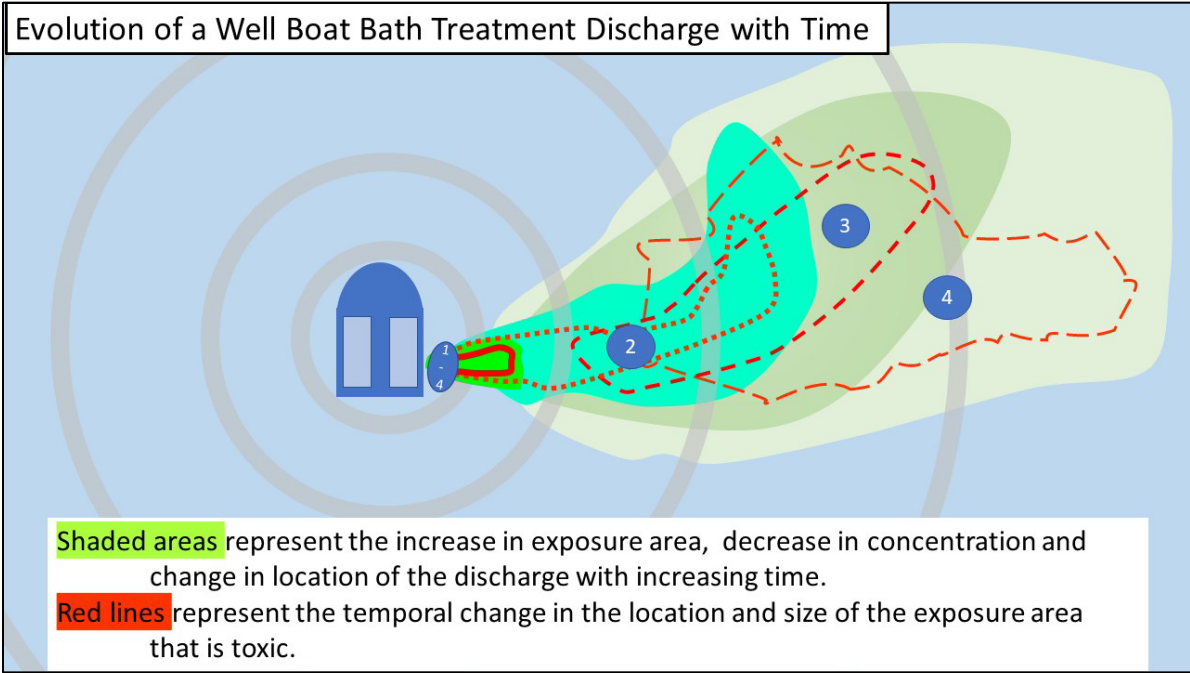 Evolution of a Well Boat Bath Treatment Discharge with Time
3
4
2
1
-
4
Shaded areas represent the increase in exposure area, decrease in concentration and
change in location of the discharge with increasing time.
Red lines represent the temporal change in the location and size of the exposure area
that is toxic.